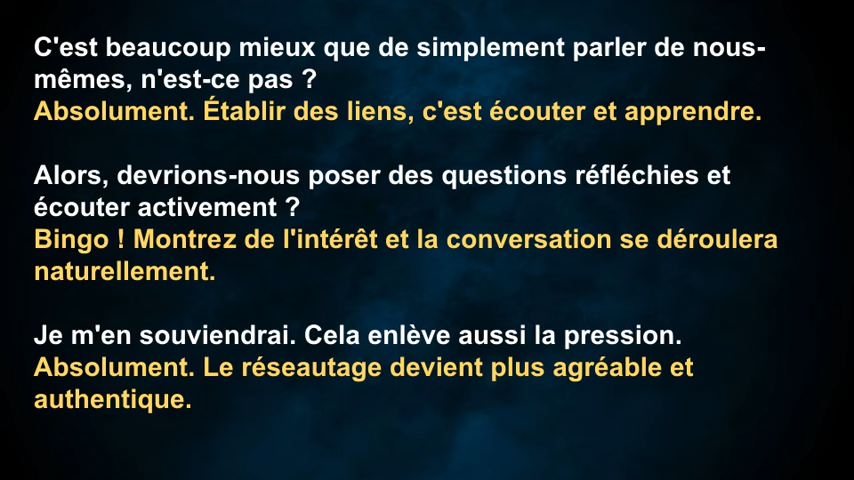 C'est beaucoup mieux que de simplement parler de nous-
mêmes, n'est-ce pas ?
Absolument. Établir des liens, c'est écouter et apprendre.
Alors, devrions-nous poser des questions réfléchies et
écouter activement ?
Bingo ! Montrez de l'intérêt et la conversation se déroulera
naturellement.
Je m'en souviendrai. Cela enlève aussi la pression.
Absolument. Le réseautage devient plus agréable et
authentique.